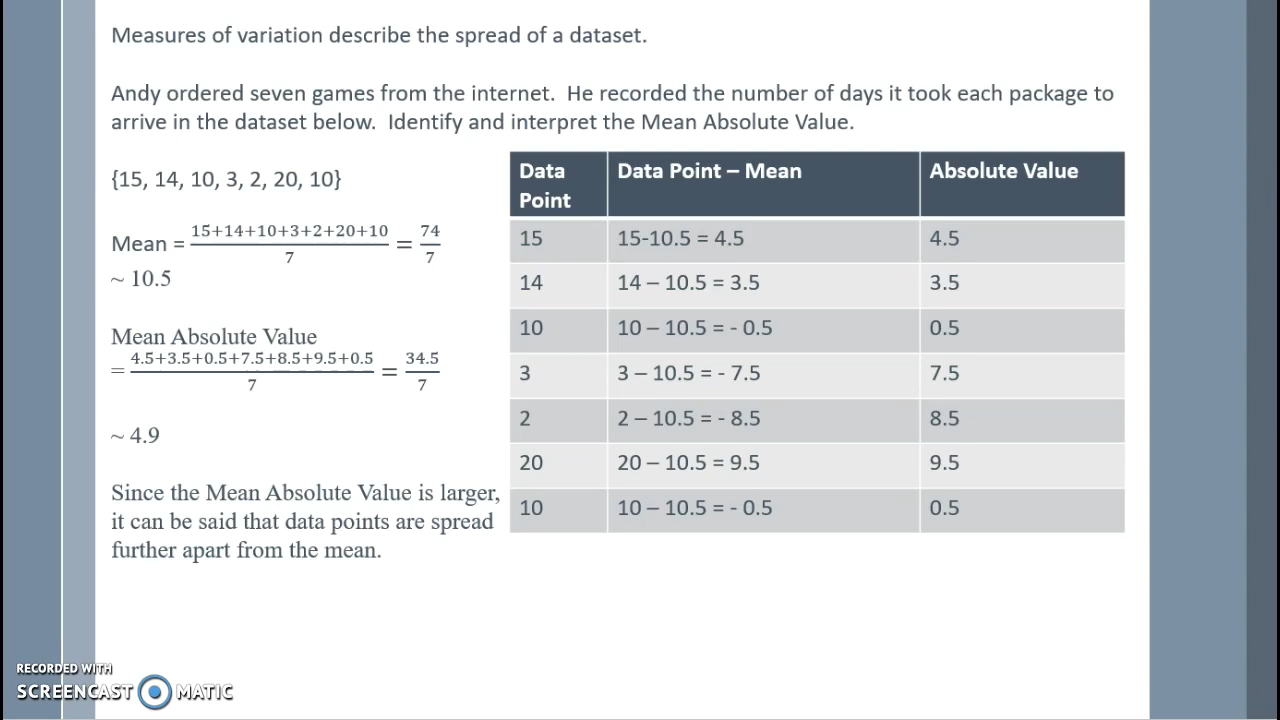 Measures of variation describe the spread of a dataset.
Andy ordered seven games from the internet.  He recorded the number of days it took each package to
arrive in the dataset below.  Identify and interpret the Mean Absolute Value.
{15, 14, 10, 3, 2, 20, 10}
Mean = \frac{15+14+10+3+2+20+10}{7} = \frac{74}{7}
~ 10.5
Mean Absolute Value
= \frac{4.5+3.5+0.5+7.5+8.5+9.5+0.5}{7} = \frac{34.5}{7}
~ 4.9
Since the Mean Absolute Value is larger,
it can be said that data points are spread
further apart from the mean.
Data Point | Data Point – Mean | Absolute Value
15 | 15-10.5 = 4.5 | 4.5
14 | 14 – 10.5 = 3.5 | 3.5
10 | 10 – 10.5 = - 0.5 | 0.5
3 | 3 – 10.5 = - 7.5 | 7.5
2 | 2 – 10.5 = - 8.5 | 8.5
20 | 20 – 10.5 = 9.5 | 9.5
10 | 10 – 10.5 = - 0.5 | 0.5
RECORDED WITH
SCREENCAST MATIC